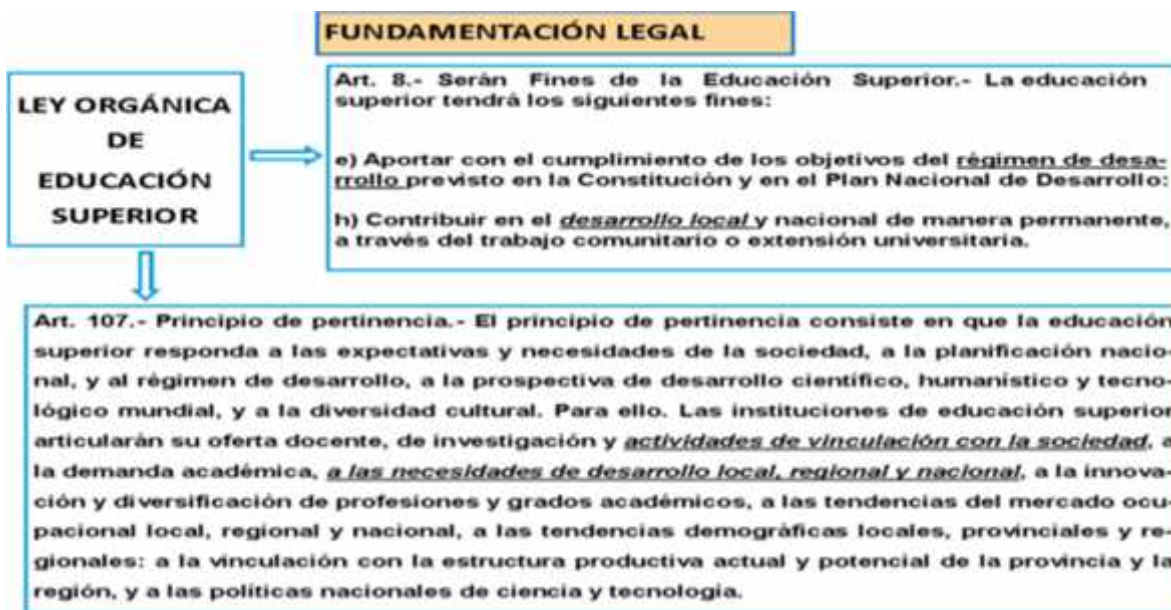 FUNDAMENTACIÓN LEGAL
LEY ORGÁNICA
DE
EDUCACIÓN
SUPERIOR
Art. 8.- Serán Fines de la Educación Superior.- La educación
superior tendrá los siguientes fines:
e) Aportar con el cumplimiento de los objetivos del régimen de desa-
rrollo previsto en la Constitución y en el Plan Nacional de Desarrollo:
h) Contribuir en el desarrollo local y nacional de manera permanente,
a través del trabajo comunitario o extensión universitaria.
Art. 107.- Principio de pertinencia.- El principio de pertinencia consiste en que la educación
superior responda a las expectativas y necesidades de la sociedad, a la planificación nacio-
nal, y al régimen de desarrollo, a la prospectiva de desarrollo científico, humanístico y tecno-
lógico mundial, y a la diversidad cultural. Para ello. Las instituciones de educación superior
articularán su oferta docente, de investigación y actividades de vinculación con la sociedad, a
la demanda académica, a las necesidades de desarrollo local, regional y nacional, a la innova-
ción y diversificación de profesiones y grados académicos, a las tendencias del mercado ocu
pacional local, regional y nacional, a las tendencias demográficas locales, provinciales y re-
gionales: a la vinculación con la estructura productiva actual y potencial de la provincia y la
región, y a las políticas nacionales de ciencia y tecnología.